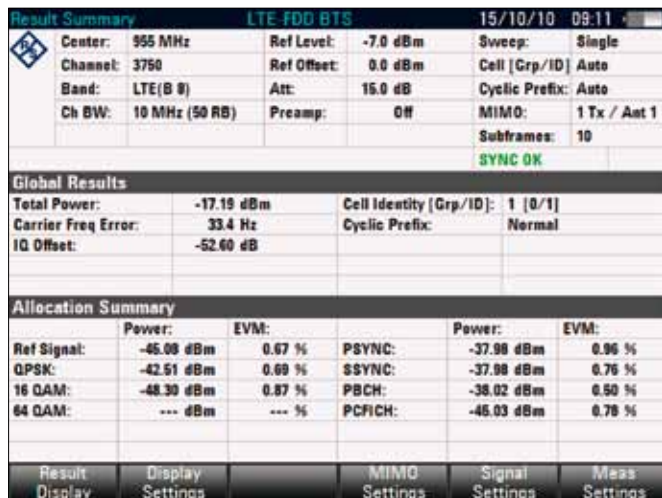 Result Summary LTE-FDD BTS 15/10/10 09:11
Center: 955 MHz Ref Level: -7.0 dBm Sweep: Single
Channel: 3750 Ref Offset: 0.0 dBm Cell [Grp/ID] Auto
Band: LTE(B 8) Att: 15.0 dB Cyclic Prefix: Auto
Ch BW: 10 MHz (50 RB) Preamp: Off MIMO: 1 Tx / Ant 1
Subframes: 10
SYNC OK
Global Results
Total Power: -17.19 dBm Cell Identity [Grp/ID]: 1 [0/1]
Carrier Freq Error: 33.4 Hz Cyclic Prefix: Normal
IQ Offset: -52.60 dB
Allocation Summary
Power: EVM: Power: EVM:
Ref Signal: -45.08 dBm 0.67 % PSYNC: -37.98 dBm 0.96 %
QPSK: -42.51 dBm 0.69 % SSYNC: -37.98 dBm 0.76 %
16 QAM: -48.30 dBm 0.87 % PBCH: -38.02 dBm 0.50 %
64 QAM: --- dBm --- % PCFICH: -45.03 dBm 0.78 %
Result Display Display Settings MIMO Settings Signal Settings Meas Settings